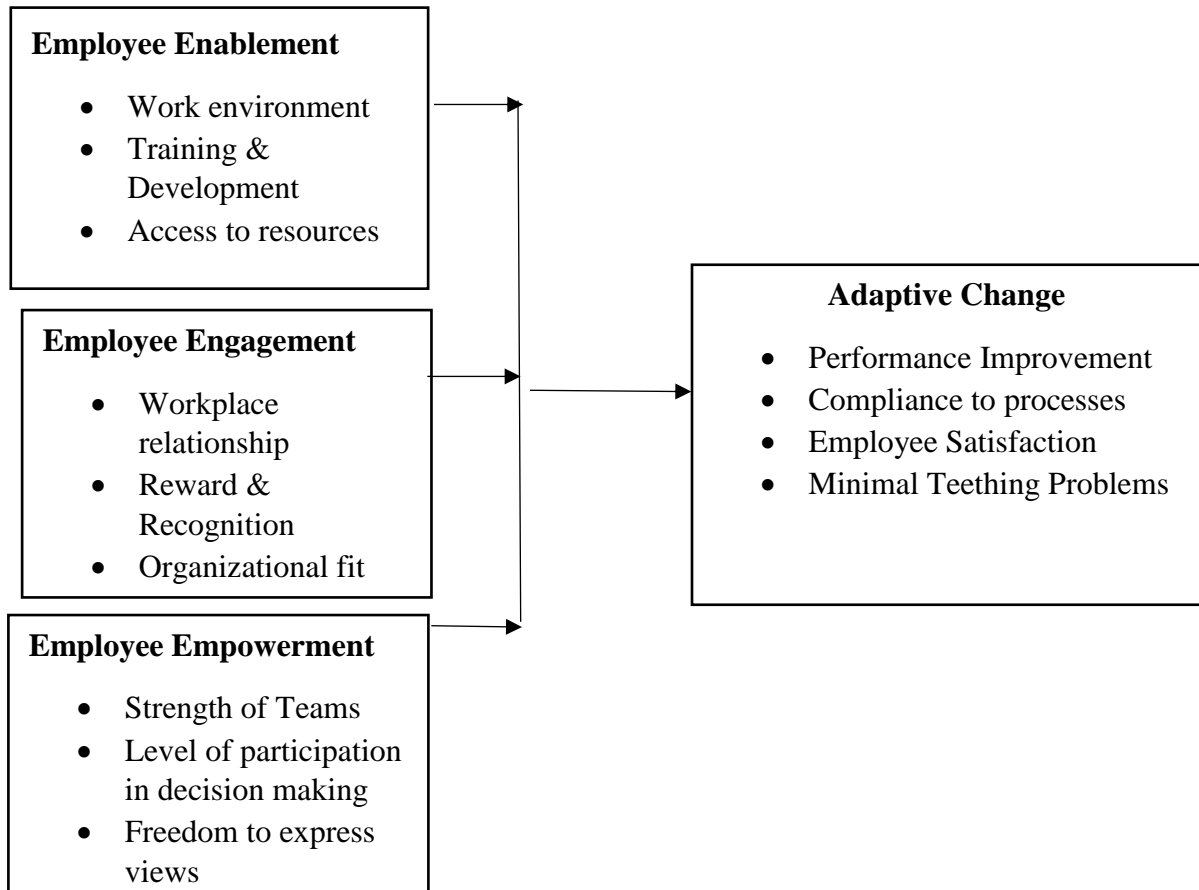 Employee Enablement
• Work environment
• Training &
Development
• Access to resources
Employee Engagement
• Workplace
relationship
• Reward &
Recognition
• Organizational fit
Employee Empowerment
• Strength of Teams
• Level of participation
in decision making
• Freedom to express
views
Adaptive Change
• Performance Improvement
• Compliance to processes
• Employee Satisfaction
• Minimal Teething Problems